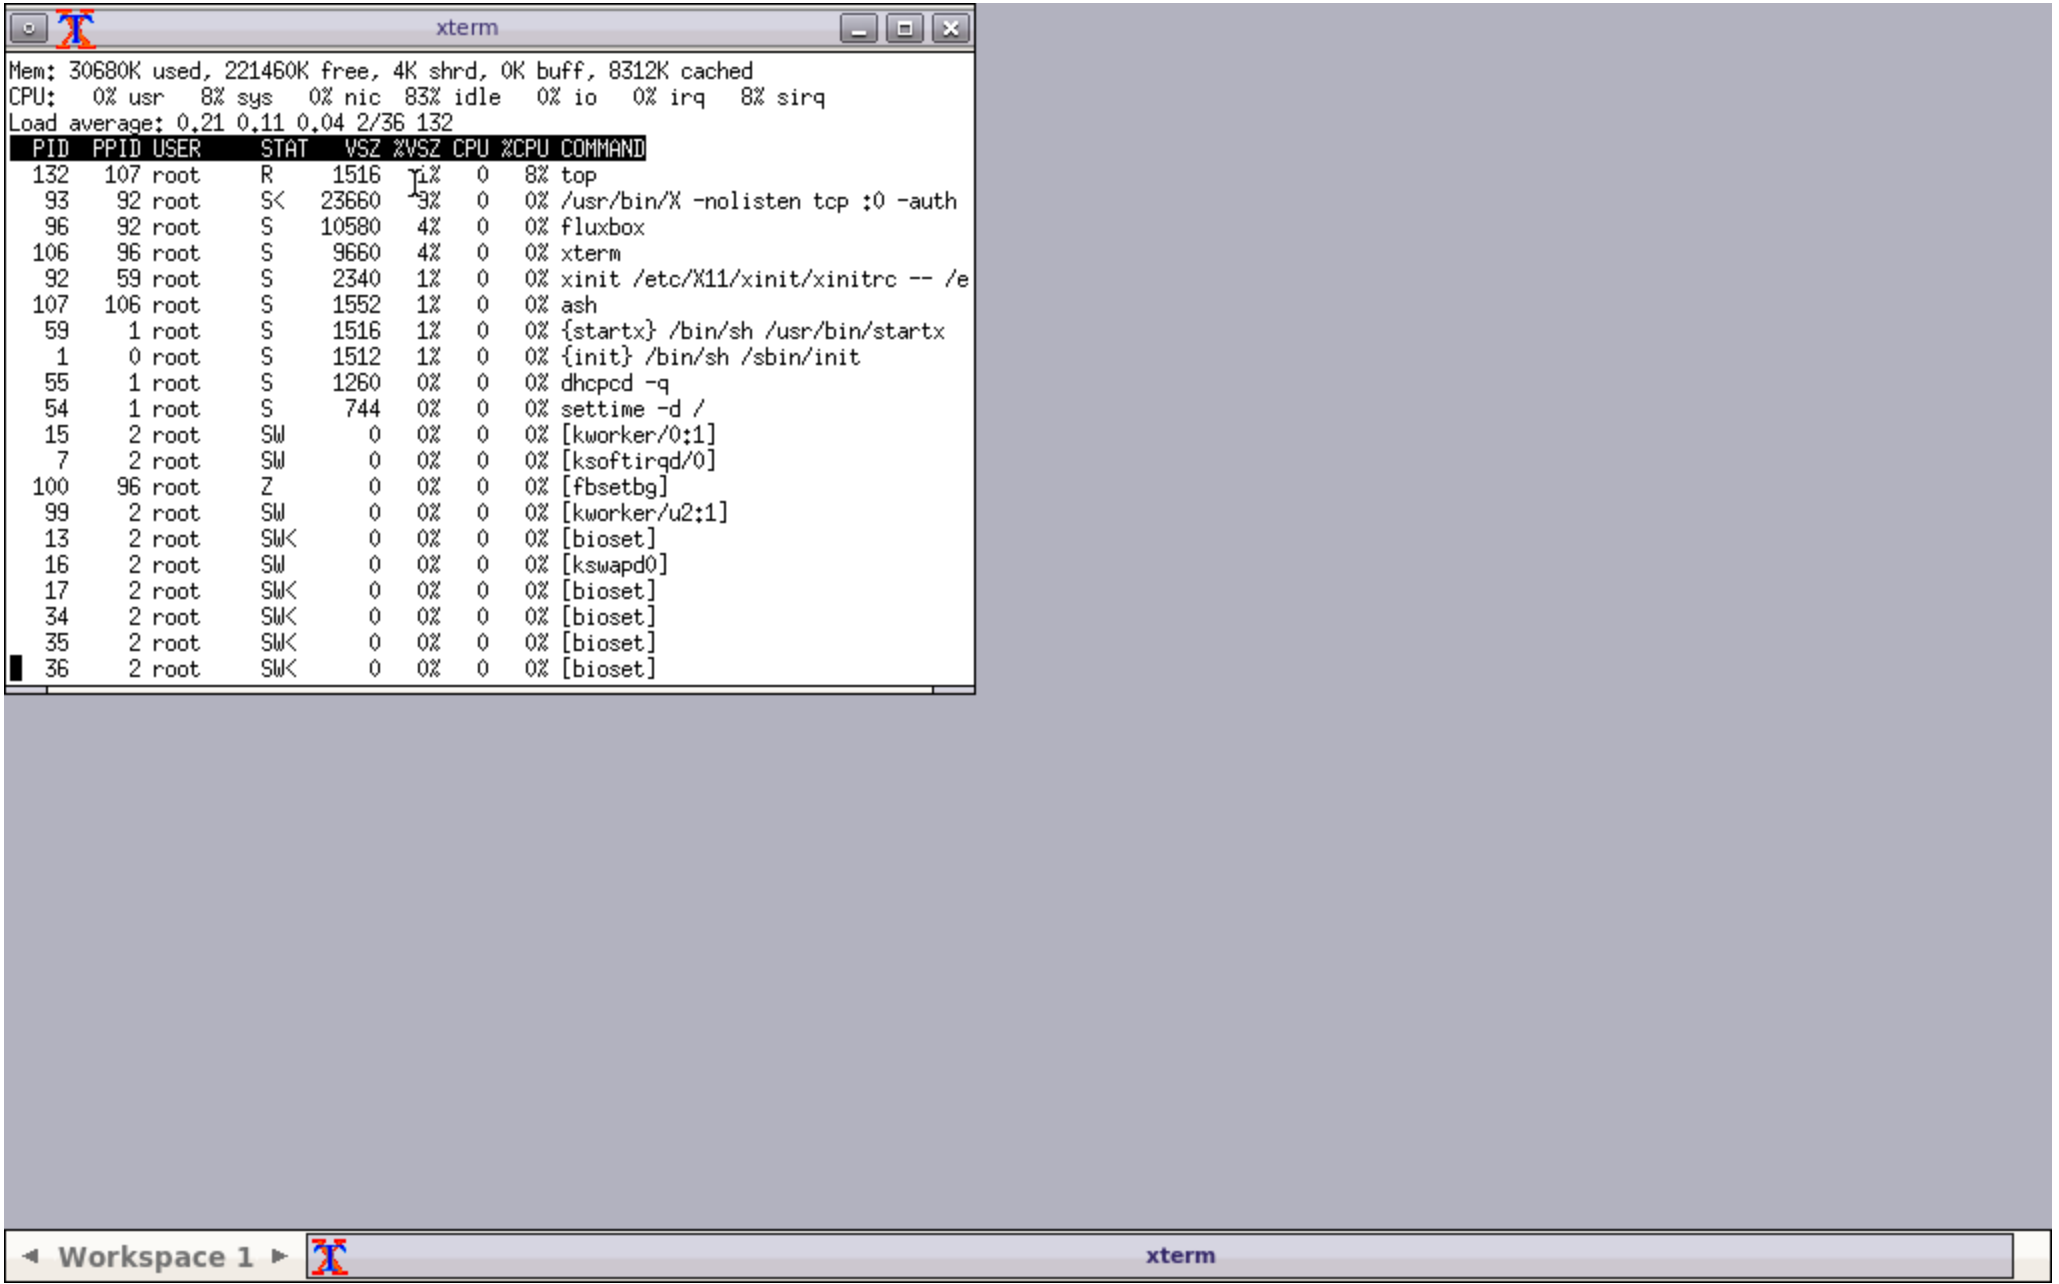 xterm
Mem: 30680K used, 221460K free, 4K shrd, 0K buff, 8312K cached
CPU:   0% usr   8% sys   0% nic  83% idle   0% io   0% irq   8% sirq
Load average: 0.21 0.11 0.04 2/36 132
  PID  PPID USER     STAT   VSZ %VSZ CPU %CPU COMMAND
  132   107 root     R     1516   1%   0   8% top
   93    92 root     S<   23660   9%   0   0% /usr/bin/X -nolisten tcp :0 -auth
   96    92 root     S    10580   4%   0   0% fluxbox
  106    96 root     S     9660   4%   0   0% xterm
   92    59 root     S     2340   1%   0   0% xinit /etc/X11/xinit/xinitrc -- /e
  107   106 root     S     1552   1%   0   0% ash
   59     1 root     S     1516   1%   0   0% {startx} /bin/sh /usr/bin/startx
    1     0 root     S     1512   1%   0   0% {init} /bin/sh /sbin/init
   55     1 root     S     1260   0%   0   0% dhcpcd -q
   54     1 root     S      744   0%   0   0% settime -d /
   15     2 root     SW       0   0%   0   0% [kworker/0:1]
    7     2 root     SW       0   0%   0   0% [ksoftirqd/0]
  100    96 root     Z        0   0%   0   0% [fbsetbg]
   99     2 root     SW       0   0%   0   0% [kworker/u2:1]
   13     2 root     SW<      0   0%   0   0% [bioset]
   16     2 root     SW       0   0%   0   0% [kswapd0]
   17     2 root     SW<      0   0%   0   0% [bioset]
   34     2 root     SW<      0   0%   0   0% [bioset]
   35     2 root     SW<      0   0%   0   0% [bioset]
   36     2 root     SW<      0   0%   0   0% [bioset]
Workspace 1
xterm